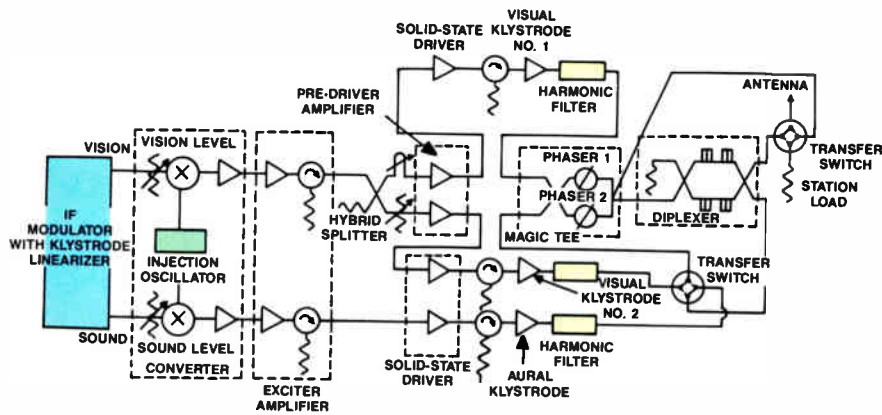 SOLID-STATE
DRIVER
VISUAL
KLYSTRODE
NO. 1
HARMONIC
FILTER
PRE-DRIVER
AMPLIFIER
ANTENNA
TRANSFER
SWITCH
STATION
LOAD
VISION
VISION LEVEL
PHASER 1
PHASER 2
MAGIC TEE
DIPLEXER
HYBRID
SPLITTER
IF
MODULATOR
WITH KLYSTRODE
LINEARIZER
INJECTION
OSCILLATOR
TRANSFER
SWITCH
VISUAL
KLYSTRODE
NO. 2
SOUND
SOUND LEVEL
CONVERTER
HARMONIC
FILTER
SOLID-STATE
DRIVER
AURAL
KLYSTRODE
EXCITER
AMPLIFIER